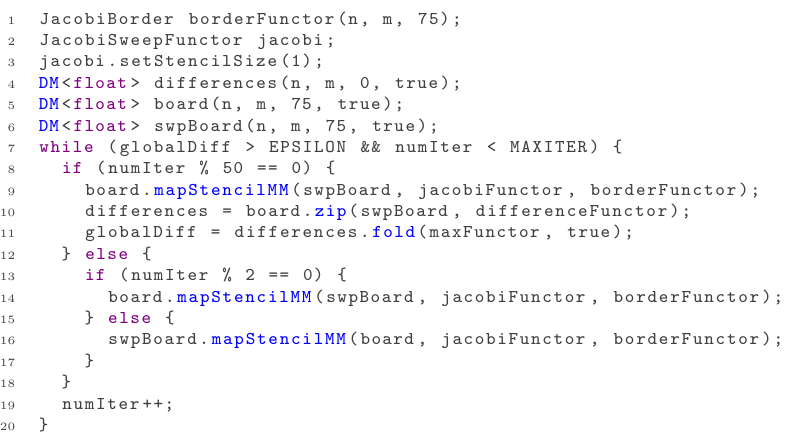 1 JacobiBorder borderFunctor(n, m, 75);
2 JacobiSweepFunctor jacobi;
3 jacobi.setStencilSize(1);
4 DM<float> differences(n, m, 0, true);
5 DM<float> board(n, m, 75, true);
6 DM<float> swpBoard(n, m, 75, true);
7 while (globalDiff > EPSILON && numIter < MAXITER) {
8   if (numIter % 50 == 0) {
9     board.mapStencilMM(swpBoard, jacobiFunctor, borderFunctor);
10     differences = board.zip(swpBoard, differenceFunctor);
11     globalDiff = differences.fold(maxFunctor, true);
12   } else {
13     if (numIter % 2 == 0) {
14       board.mapStencilMM(swpBoard, jacobiFunctor, borderFunctor);
15     } else {
16       swpBoard.mapStencilMM(board, jacobiFunctor, borderFunctor);
17     }
18   }
19   numIter++;
20 }